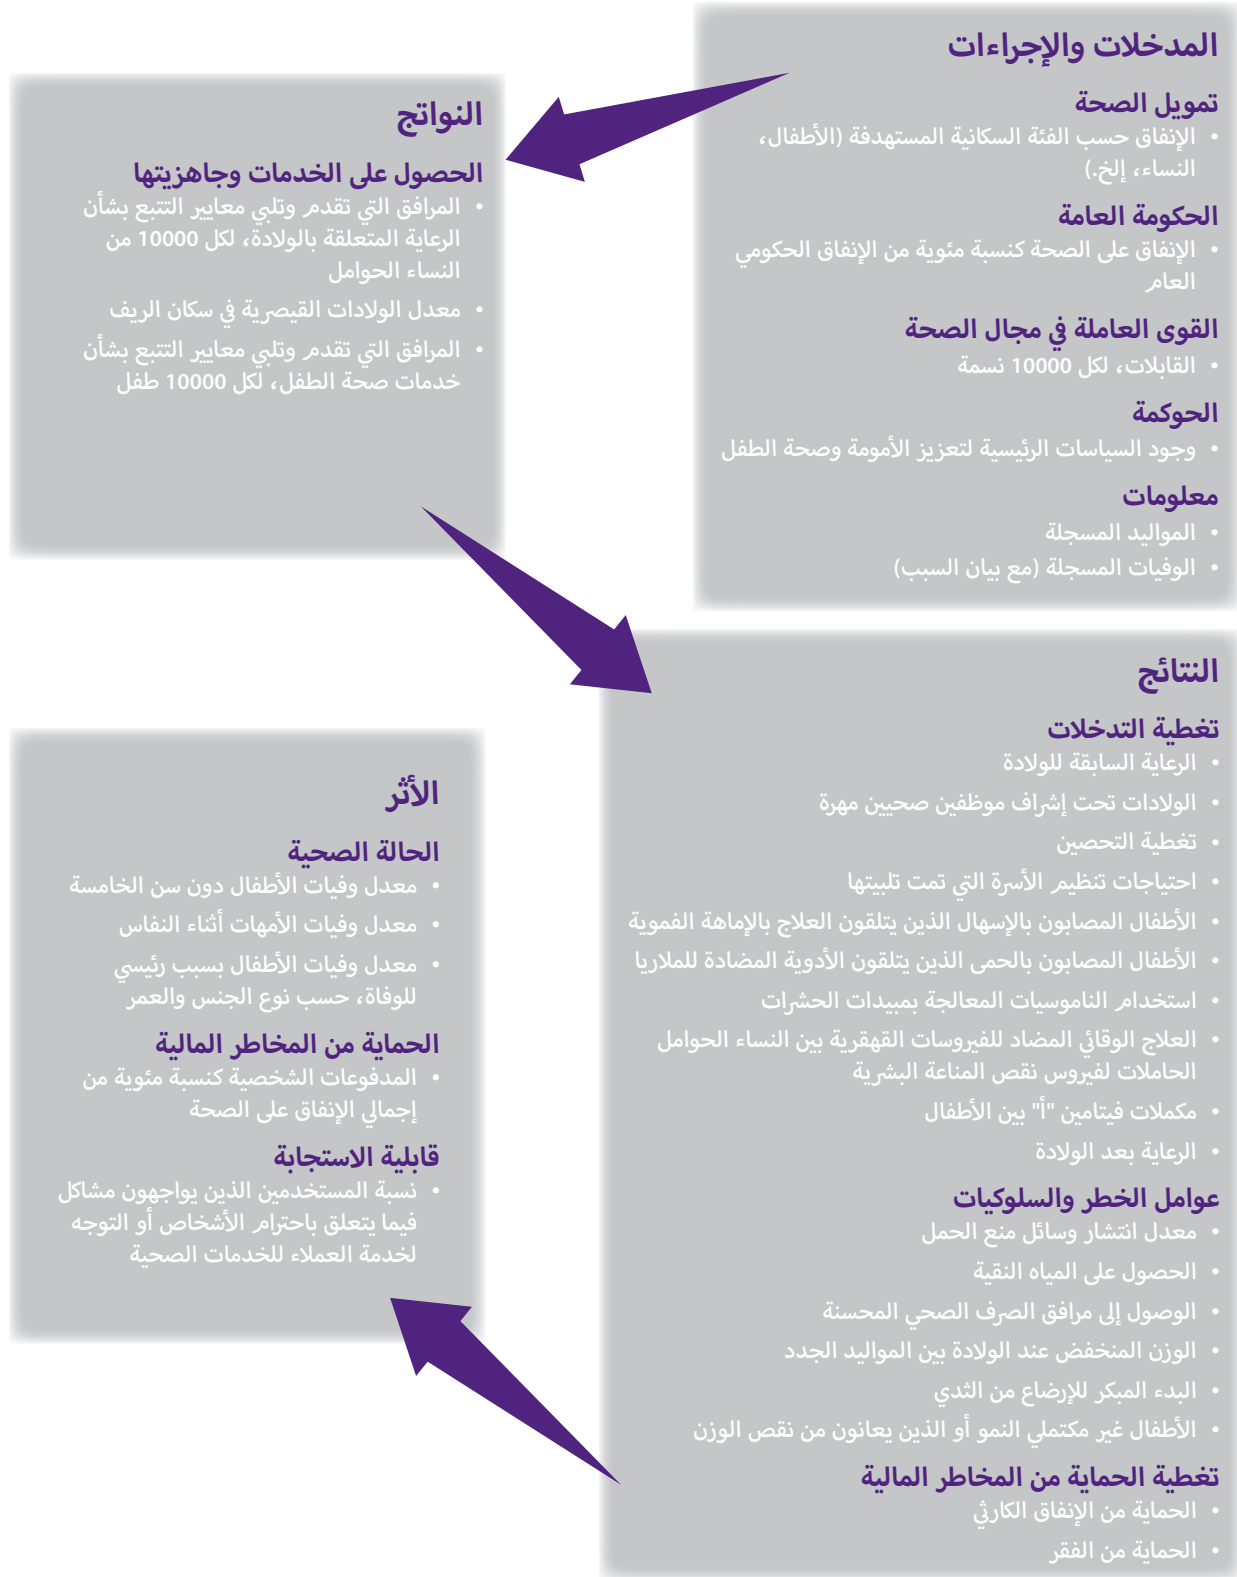 المدخلات والإجراءات
تمويل الصحة
• الإنفاق حسب الفئة السكانية المستهدفة (الأطفال،
النساء، إلخ.)
الحكومة العامة
• الإنفاق على الصحة كنسبة مئوية من الإنفاق الحكومي
العام
القوى العاملة في مجال الصحة
• القابلات، لكل 10000 نسمة
الحوكمة
• وجود السياسات الرئيسية لتعزيز الأمومة وصحة الطفل
معلومات
• المواليد المسجلة
• الوفيات المسجلة (مع بيان السبب)
النواتج
الحصول على الخدمات وجاهزيتها
• المرافق التي تقدم وتلبي معايير التتبع بشأن
الرعاية المتعلقة بالولادة، لكل 10000 من
النساء الحوامل
• معدل الولادات القيصرية في سكان الريف
• المرافق التي تقدم وتلبي معايير التتبع بشأن
خدمات صحة الطفل، لكل 10000 طفل
النتائج
تغطية التدخلات
• الرعاية السابقة للولادة
• الولادات تحت إشراف موظفين صحيين مهرة
• تغطية التحصين
• احتياجات تنظيم الأسرة التي تمت تلبيتها
• الأطفال المصابون بالإسهال الذين يتلقون العلاج بالإماهة الفموية
• الأطفال المصابون بالحمى الذين يتلقون الأدوية المضادة للملاريا
• استخدام الناموسيات المعالجة بمبيدات الحشرات
• العلاج الوقائي المضاد للفيروسات القهقرية بين النساء الحوامل
الحاملات لفيروس نقص المناعة البشرية
• مكملات فيتامين "أ" بين الأطفال
• الرعاية بعد الولادة
عوامل الخطر والسلوكيات
• معدل انتشار وسائل منع الحمل
• الحصول على المياه النقية
• الوصول إلى مرافق الصرف الصحي المحسنة
• الوزن المنخفض عند الولادة بين المواليد الجدد
• البدء المبكر للإرضاع من الثدي
• الأطفال غير مكتملي النمو أو الذين يعانون من نقص الوزن
تغطية الحماية من المخاطر المالية
• الحماية من الإنفاق الكارثي
• الحماية من الفقر
الأثر
الحالة الصحية
• معدل وفيات الأطفال دون سن الخامسة
• معدل وفيات الأمهات أثناء النفاس
• معدل وفيات الأطفال بسبب رئيسي
للوفاة، حسب نوع الجنس والعمر
الحماية من المخاطر المالية
• المدفوعات الشخصية كنسبة مئوية من
إجمالي الإنفاق على الصحة
قابلية الاستجابة
• نسبة المستخدمين الذين يواجهون مشاكل
فيما يتعلق باحترام الأشخاص أو التوجه
لخدمة العملاء للخدمات الصحية